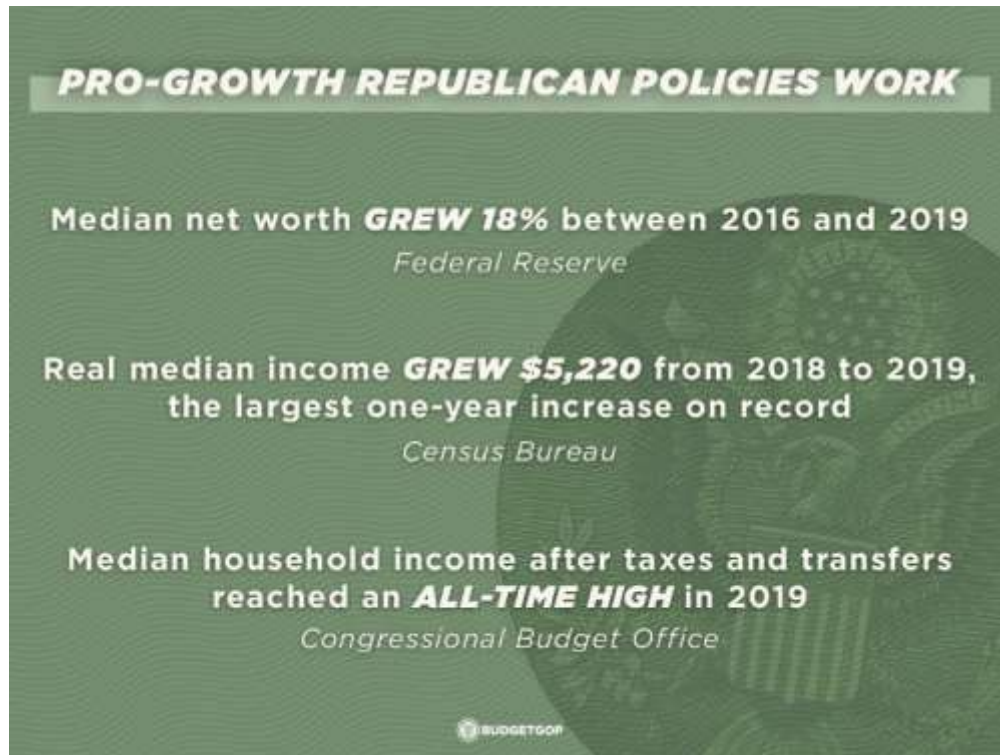 PRO-GROWTH REPUBLICAN POLICIES WORK
Median net worth GREW 18% between 2016 and 2019
Federal Reserve
Real median income GREW $5,220 from 2018 to 2019,
the largest one-year increase on record
Census Bureau
Median household income after taxes and transfers
reached an ALL-TIME HIGH in 2019
Congressional Budget Office
BUDGETGOP